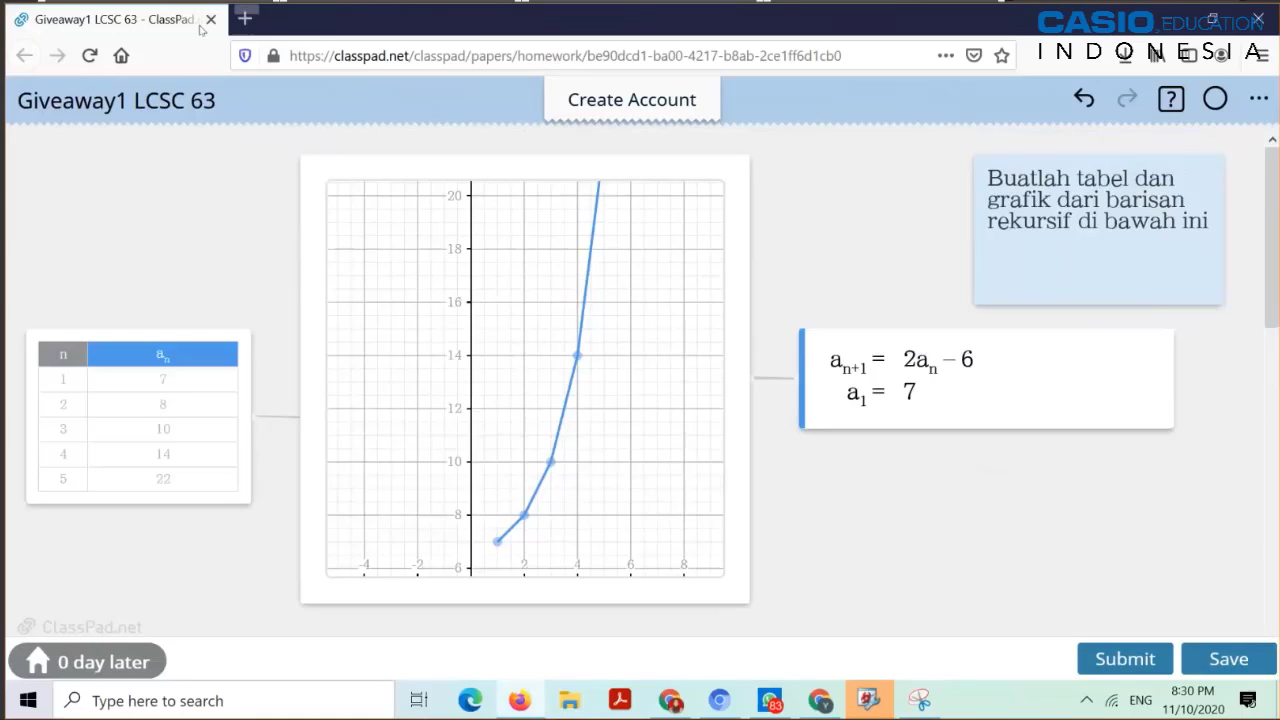 Giveaway1 LCSC 63 - ClassPad.
CASIO EDUCATION
INDONESIA
https://classpad.net/classpad/papers/homework/be90dcd1-ba00-4217-b8ab-2ce1ff6d1cb0
Giveaway1 LCSC 63
Create Account
?
Buatlah tabel dan
grafik dari barisan
rekursif di bawah ini
20
18
16
14
12
10
8
6
-4 -2 2 4 6 8
n aₙ
1 7
2 8
3 10
4 14
5 22
aₙ₊₁ = 2aₙ − 6
a₁ = 7
ClassPad.net
0 day later
Submit
Save
Type here to search
83
ENG
8:30 PM
11/10/2020